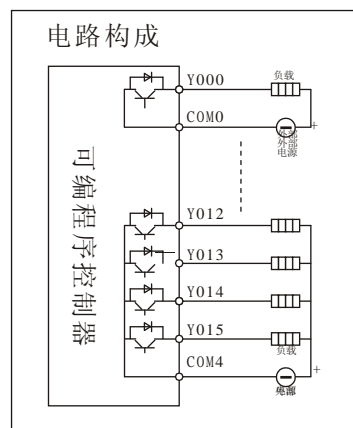 电路构成
Y000
负载
COM0
+
外部
电源
可编程序控制器
Y012
Y013
Y014
Y015
负载
COM4
+